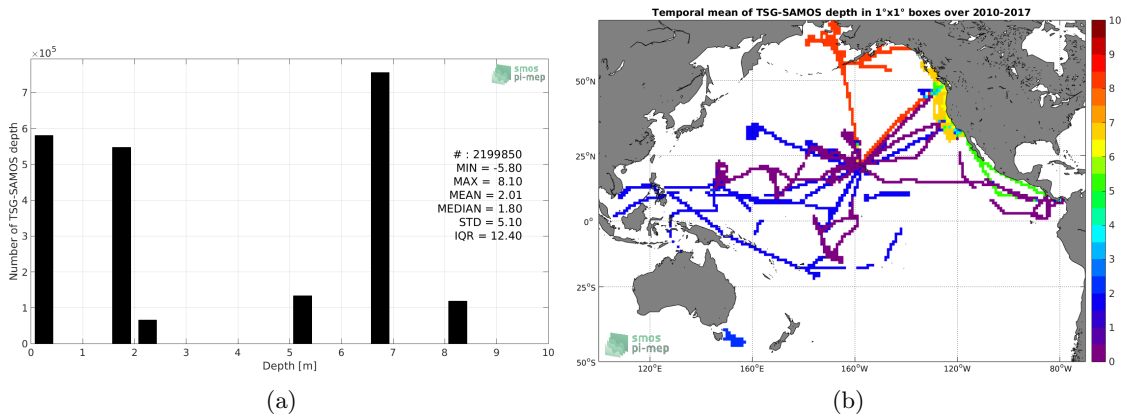 ×10⁵
7
6
5
4
3
2
1
0
Number of TSG-SAMOS depth
smos
pi-mep
# : 2199850
MIN = -5.80
MAX = 8.10
MEAN = 2.01
MEDIAN = 1.80
STD = 5.10
IQR = 12.40
0 1 2 3 4 5 6 7 8 9 10
Depth [m]
(a)
Temporal mean of TSG-SAMOS depth in 1°x1° boxes over 2010-2017
50°N
25°N
0°
25°S
50°S
smos
pi-mep
120°E 160°E 160°W 120°W 80°W
10
9
8
7
6
5
4
3
2
1
0
(b)